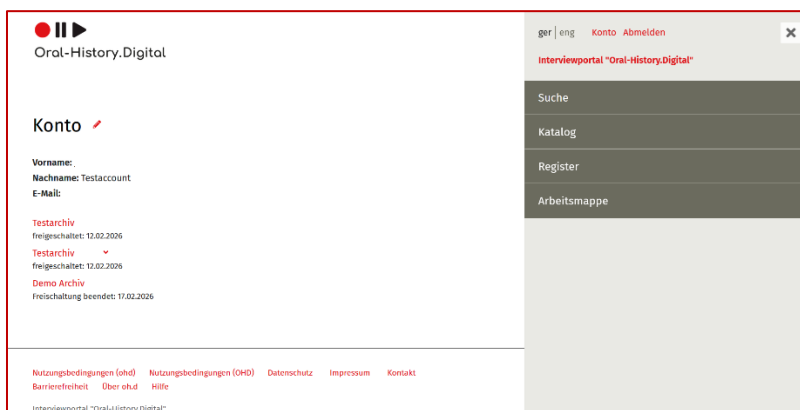 Oral-History.Digital
Konto
Vorname:
Nachname: Testaccount
E-Mail:
Testarchiv
freigeschaltet: 12.02.2026
Testarchiv
freigeschaltet: 12.02.2026
Demo Archiv
Freischaltung beendet: 17.02.2026
Nutzungsbedingungen (ohd) Nutzungsbedingungen (OHD) Datenschutz Impressum Kontakt
Barrierefreiheit Über oh.d Hilfe
Interviewportal "Oral-History.Digital"
ger | eng Konto Abmelden
Interviewportal "Oral-History.Digital"
Suche
Katalog
Register
Arbeitsmappe